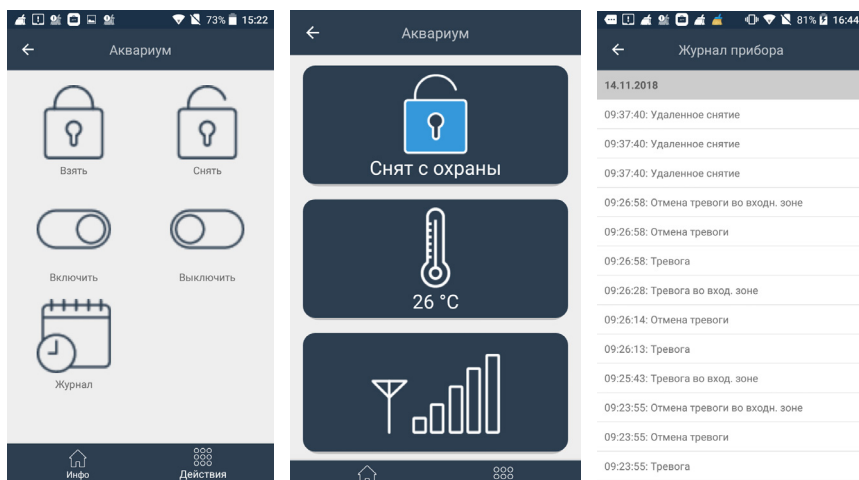 73% 15:22
Аквариум
Взять
Снять
Включить
Выключить
Журнал
Инфо
Действия
Аквариум
Снят с охраны
26 °C
81% 16:44
Журнал прибора
14.11.2018
09:37:40: Удаленное снятие
09:37:40: Удаленное снятие
09:37:40: Удаленное снятие
09:26:58: Отмена тревоги во входн. зоне
09:26:58: Отмена тревоги
09:26:58: Тревога
09:26:28: Тревога во вход. зоне
09:26:14: Отмена тревоги
09:26:13: Тревога
09:25:43: Тревога во вход. зоне
09:23:55: Отмена тревоги во входн. зоне
09:23:55: Отмена тревоги
09:23:55: Тревога